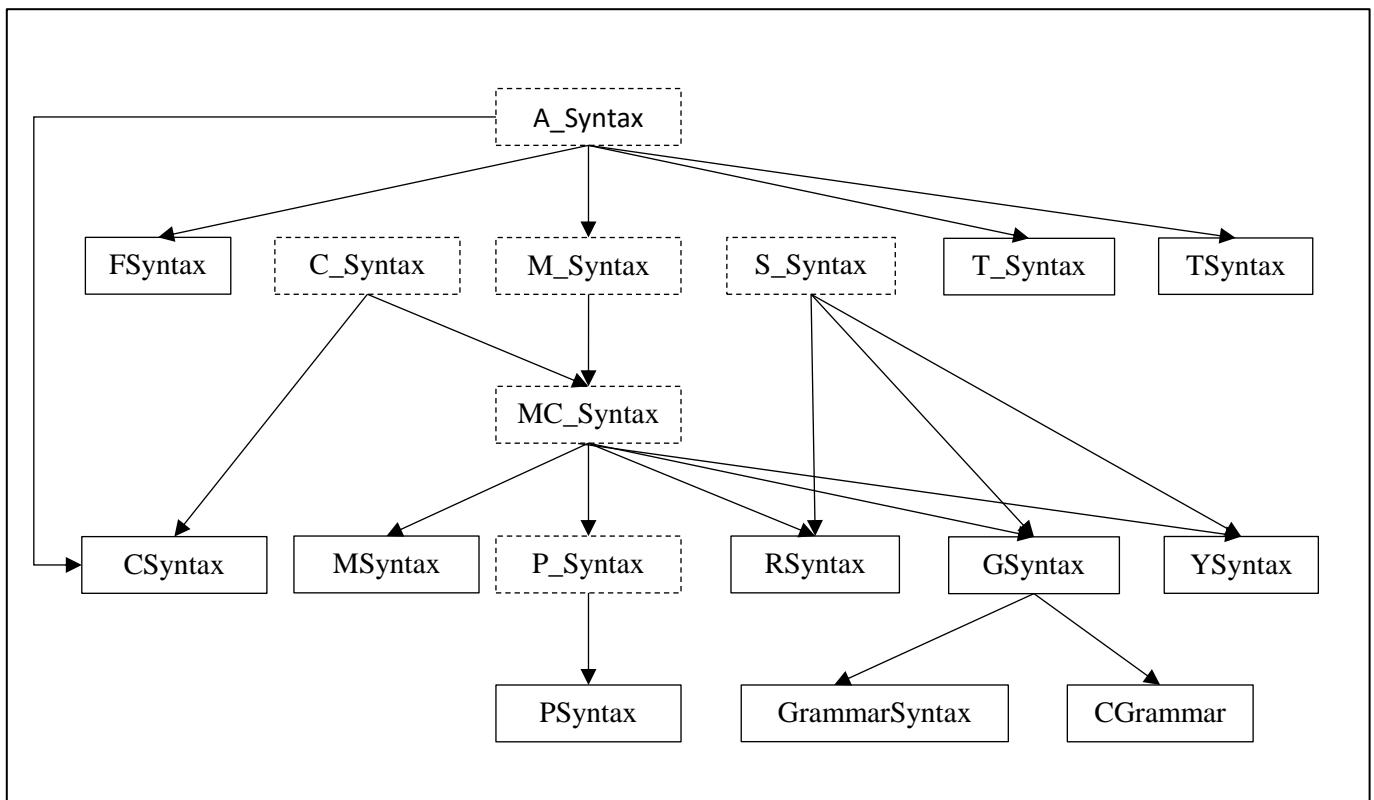 A_Syntax
FSyntax
C_Syntax
M_Syntax
S_Syntax
T_Syntax
TSyntax
MC_Syntax
CSyntax
MSyntax
P_Syntax
RSyntax
GSyntax
YSyntax
PSyntax
GrammarSyntax
CGrammar